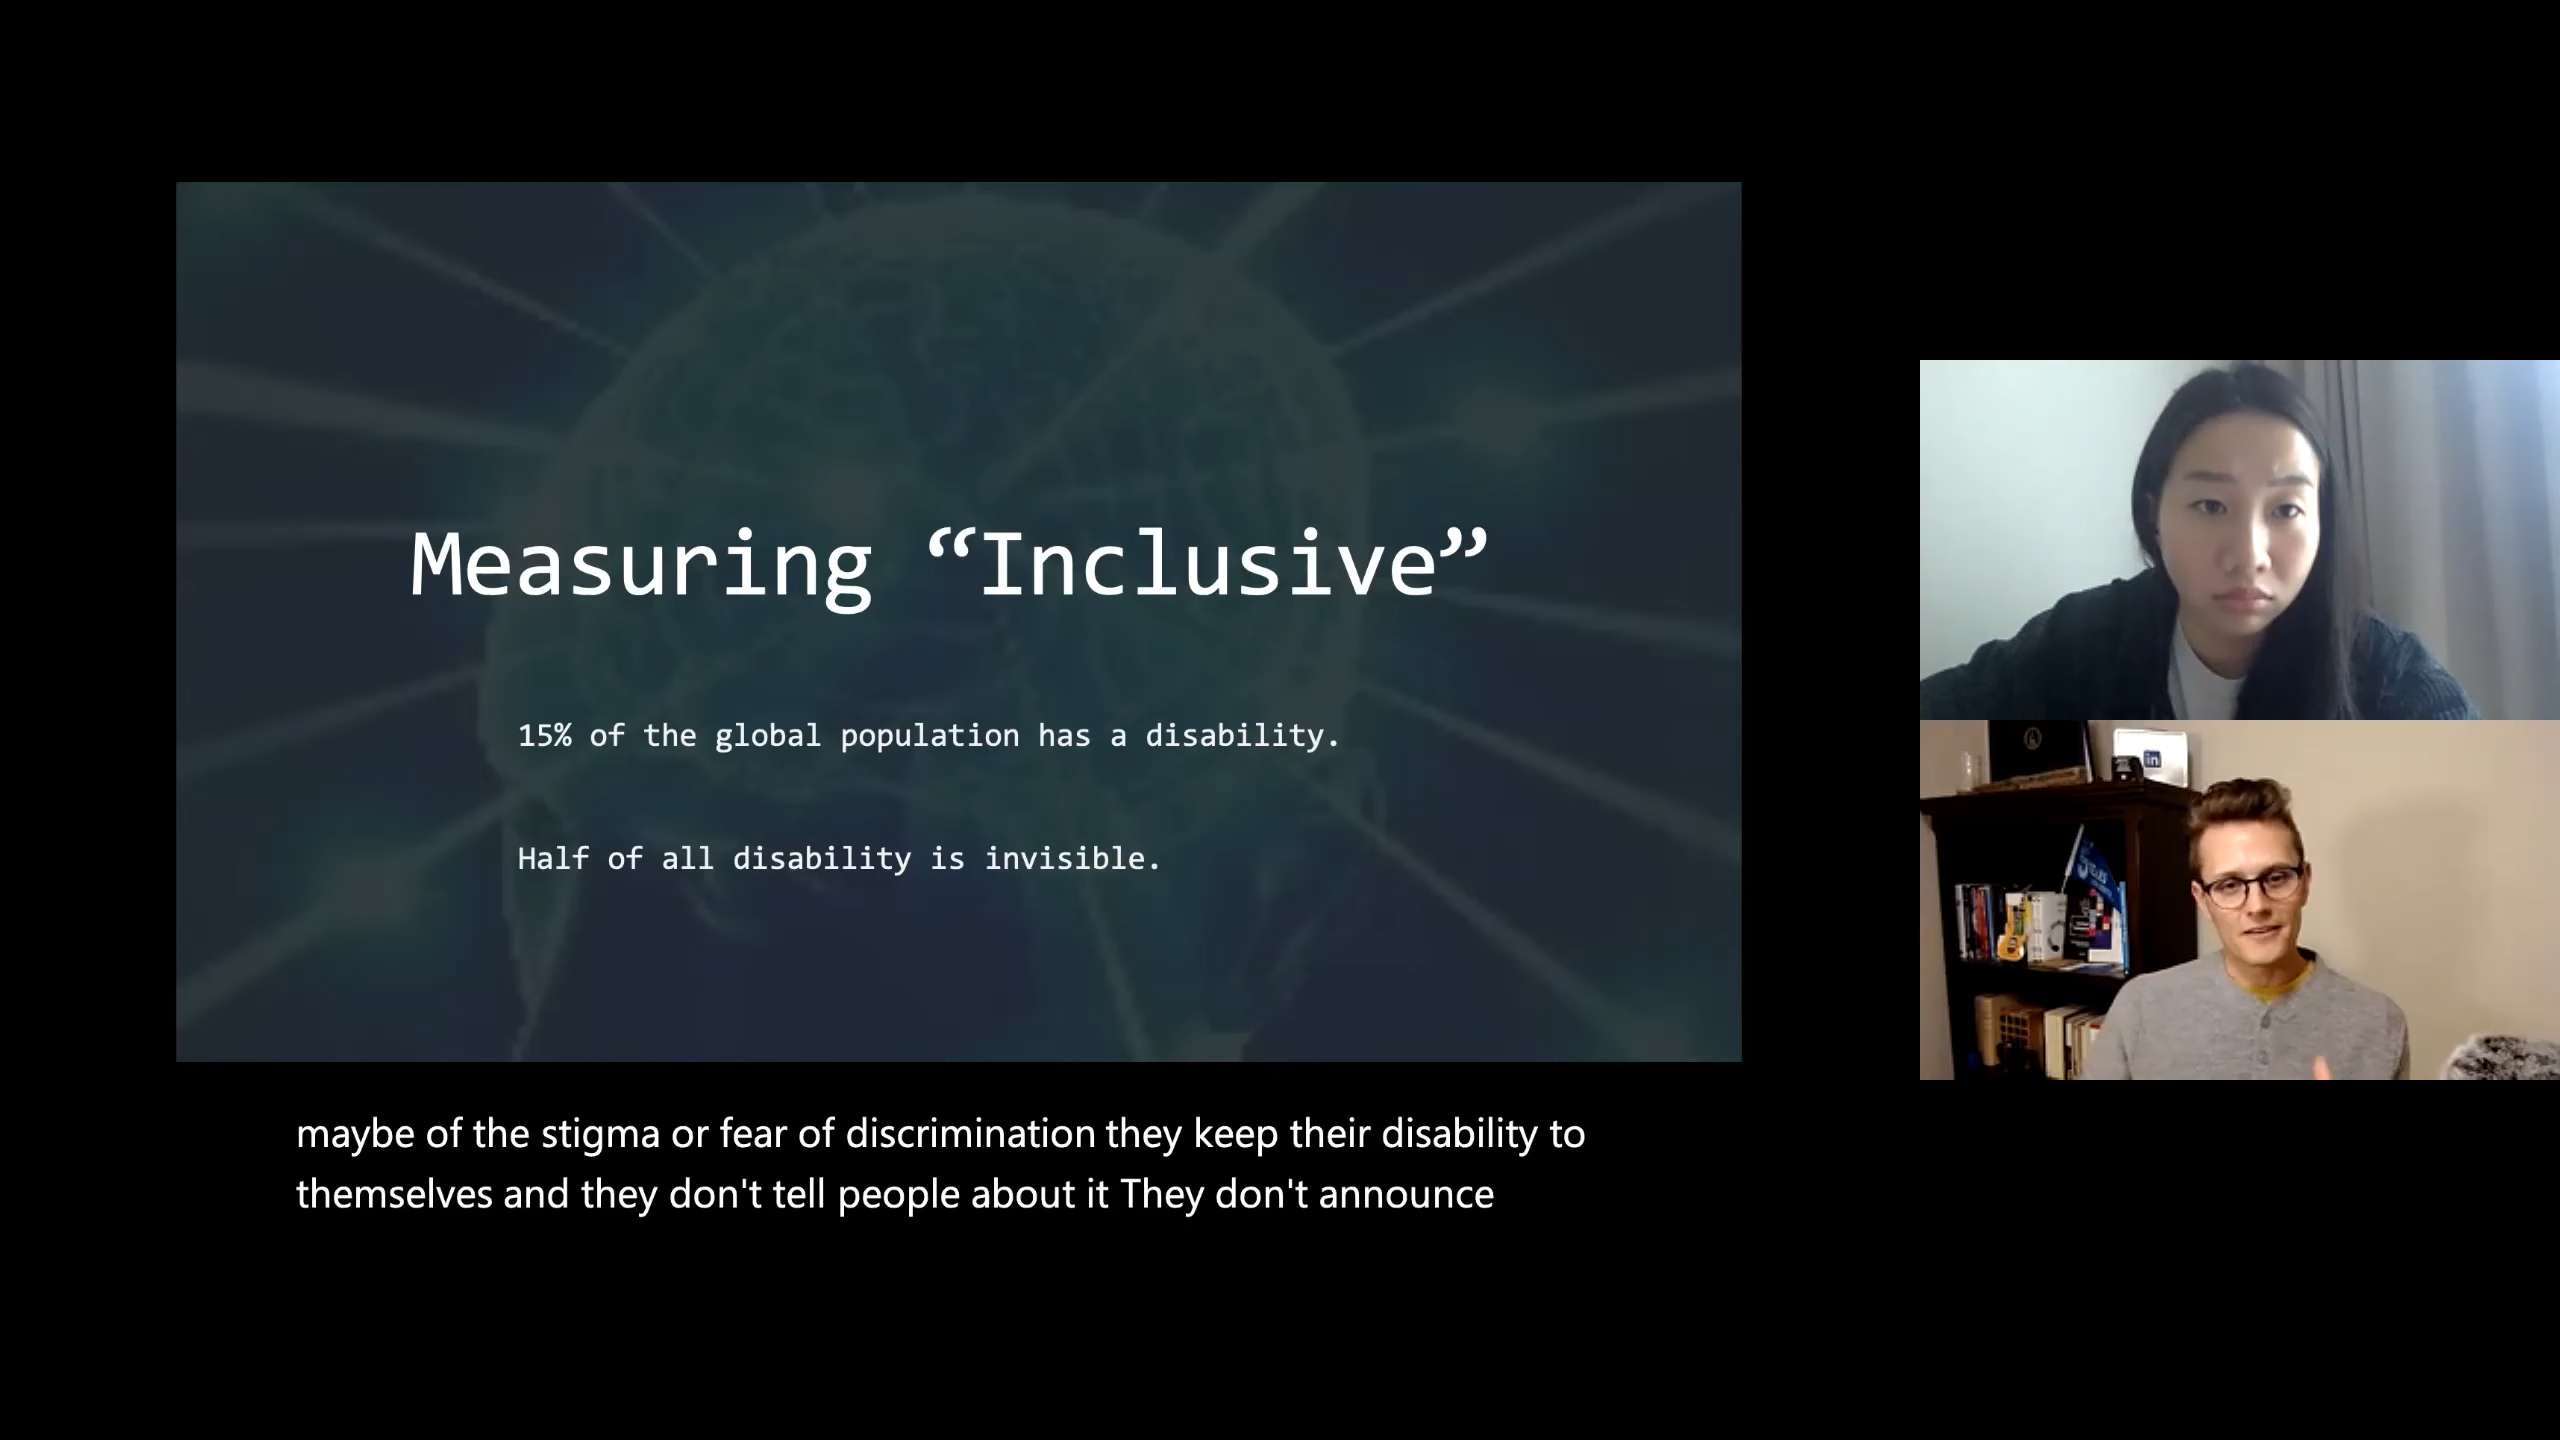 Measuring “Inclusive”
15% of the global population has a disability.
Half of all disability is invisible.
in
maybe of the stigma or fear of discrimination they keep their disability to
themselves and they don't tell people about it They don't announce